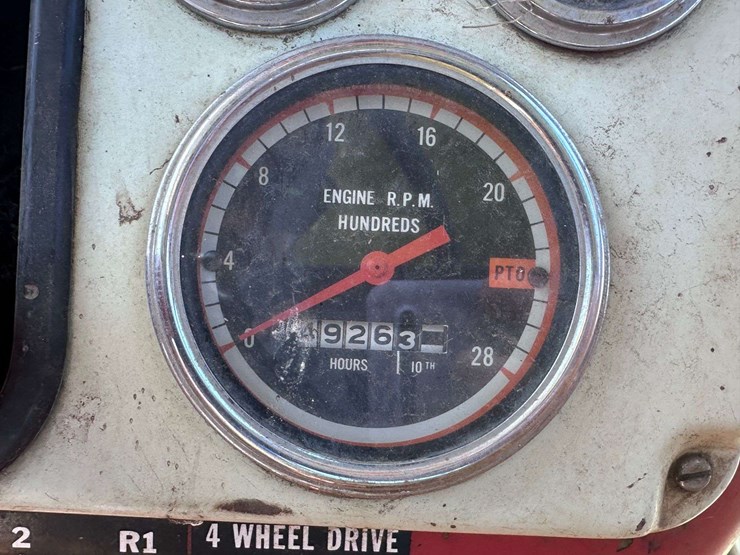 12 16
8 20
ENGINE R.P.M.
HUNDREDS
4 PTO
0 9263 28
HOURS 10TH
2 R1 4 WHEEL DRIVE